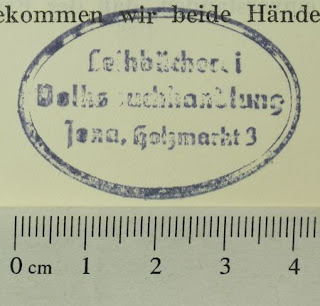 ekommen wir beide Hände
Leihbücherei
Volksbuchhandlung
Jena, Holzmarkt 3
0 cm 1 2 3 4